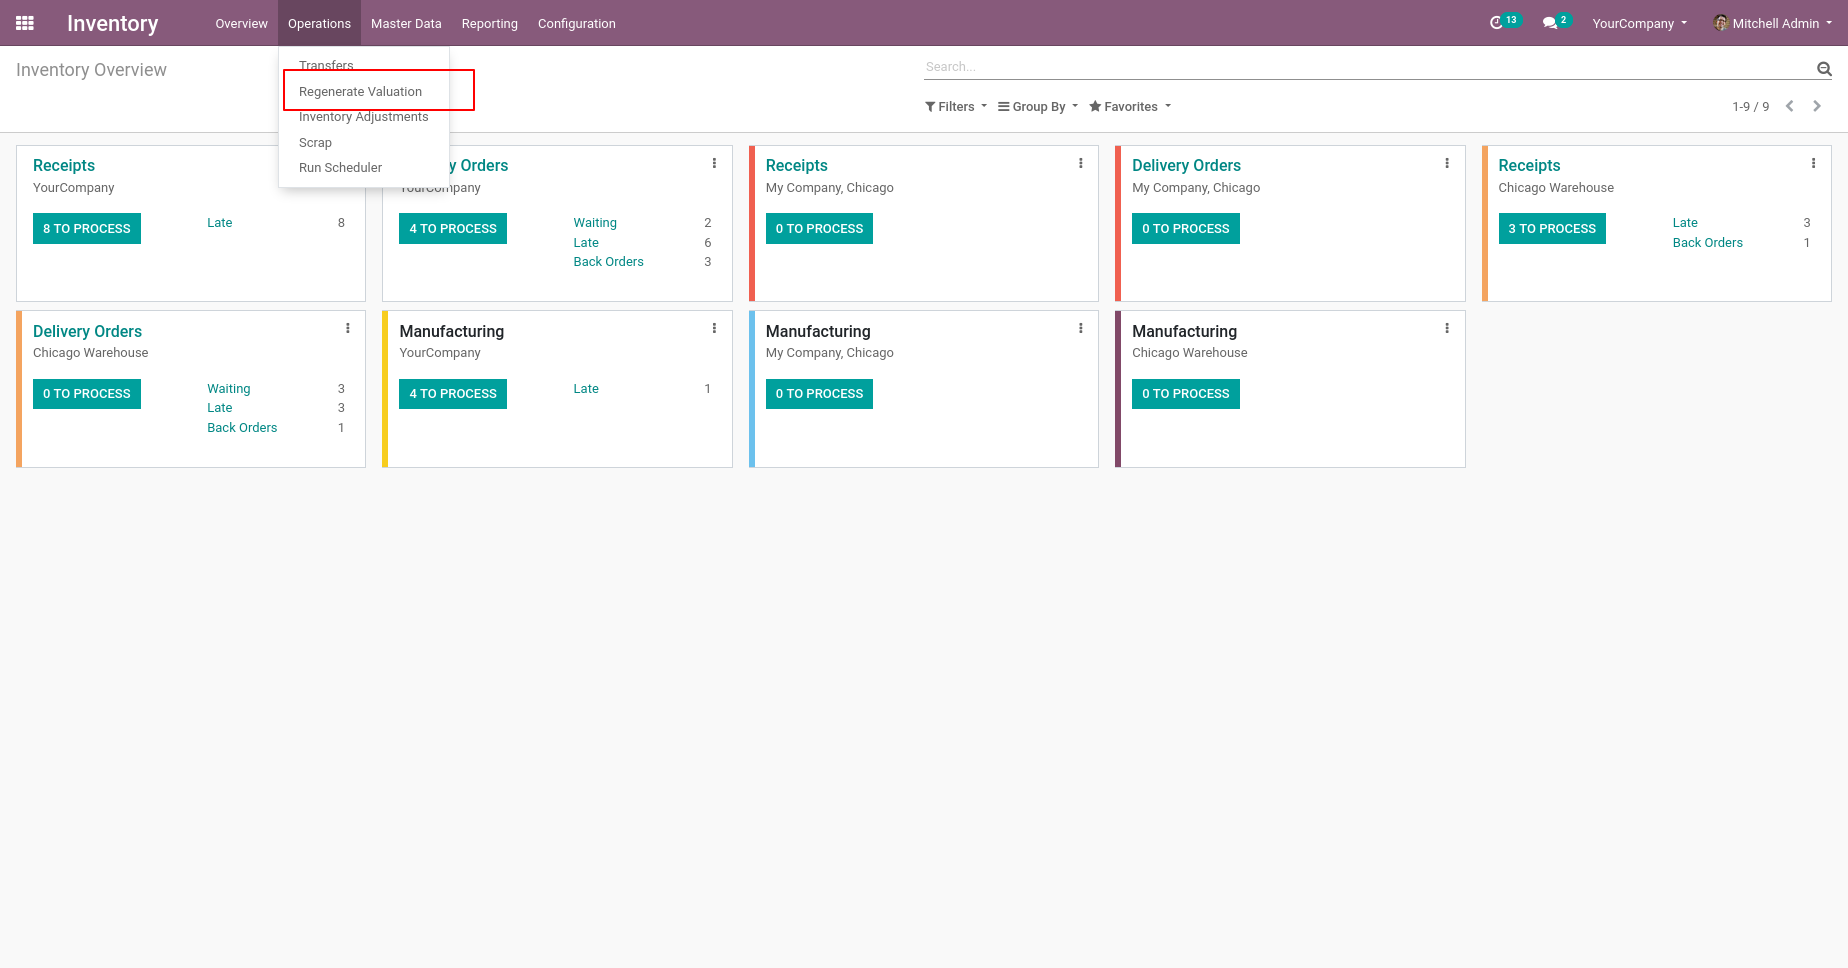 Inventory Overview Operations Master Data Reporting Configuration 13 2 YourCompany Mitchell Admin
Inventory Overview
Search...
Transfers
Regenerate Valuation
Inventory Adjustments
Scrap
Run Scheduler
Filters Group By Favorites 1-9 / 9
Receipts
YourCompany
8 TO PROCESS
Late 8
y Orders
YourCompany
4 TO PROCESS
Waiting 2
Late 6
Back Orders 3
Receipts
My Company, Chicago
0 TO PROCESS
Delivery Orders
My Company, Chicago
0 TO PROCESS
Receipts
Chicago Warehouse
3 TO PROCESS
Late 3
Back Orders 1
Delivery Orders
Chicago Warehouse
0 TO PROCESS
Waiting 3
Late 3
Back Orders 1
Manufacturing
YourCompany
4 TO PROCESS
Late 1
Manufacturing
My Company, Chicago
0 TO PROCESS
Manufacturing
Chicago Warehouse
0 TO PROCESS